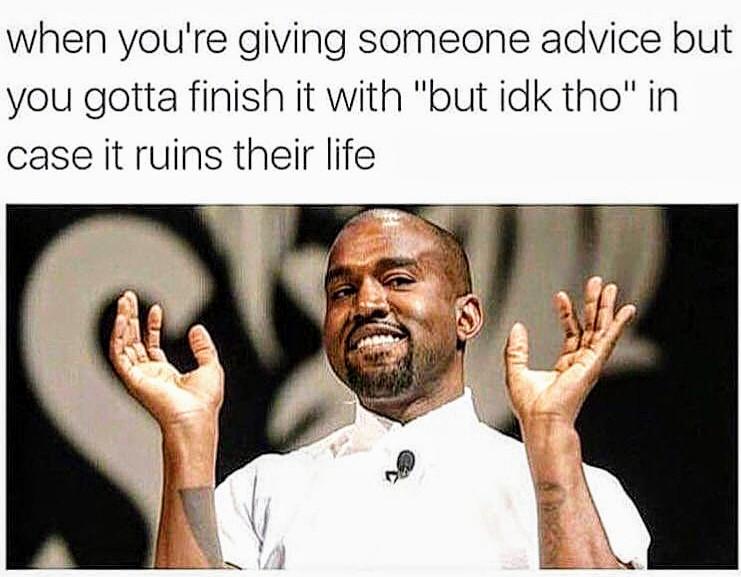 when you're giving someone advice but
you gotta finish it with "but idk tho" in
case it ruins their life